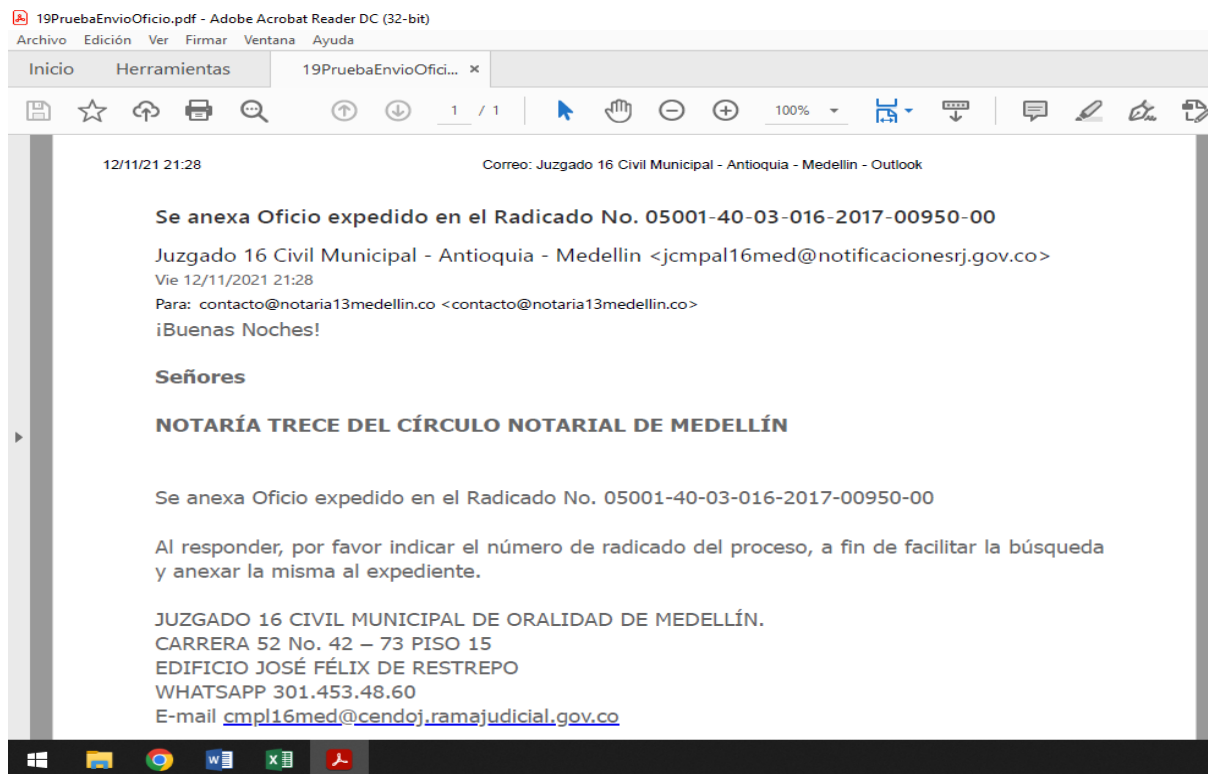 19PruebaEnvioOficio.pdf - Adobe Acrobat Reader DC (32-bit)
Archivo Edición Ver Firmar Ventana Ayuda
Inicio Herramientas 19PruebaEnvioOfici... ×
1 / 1 100%
12/11/21 21:28 Correo: Juzgado 16 Civil Municipal - Antioquia - Medellin - Outlook
Se anexa Oficio expedido en el Radicado No. 05001-40-03-016-2017-00950-00
Juzgado 16 Civil Municipal - Antioquia - Medellin <jcmpal16med@notificacionesrj.gov.co>
Vie 12/11/2021 21:28
Para: contacto@notaria13medellin.co <contacto@notaria13medellin.co>
¡Buenas Noches!
Señores
NOTARÍA TRECE DEL CÍRCULO NOTARIAL DE MEDELLÍN
Se anexa Oficio expedido en el Radicado No. 05001-40-03-016-2017-00950-00
Al responder, por favor indicar el número de radicado del proceso, a fin de facilitar la búsqueda
y anexar la misma al expediente.
JUZGADO 16 CIVIL MUNICIPAL DE ORALIDAD DE MEDELLÍN.
CARRERA 52 No. 42 – 73 PISO 15
EDIFICIO JOSÉ FÉLIX DE RESTREPO
WHATSAPP 301.453.48.60
E-mail cmpl16med@cendoj.ramajudicial.gov.co